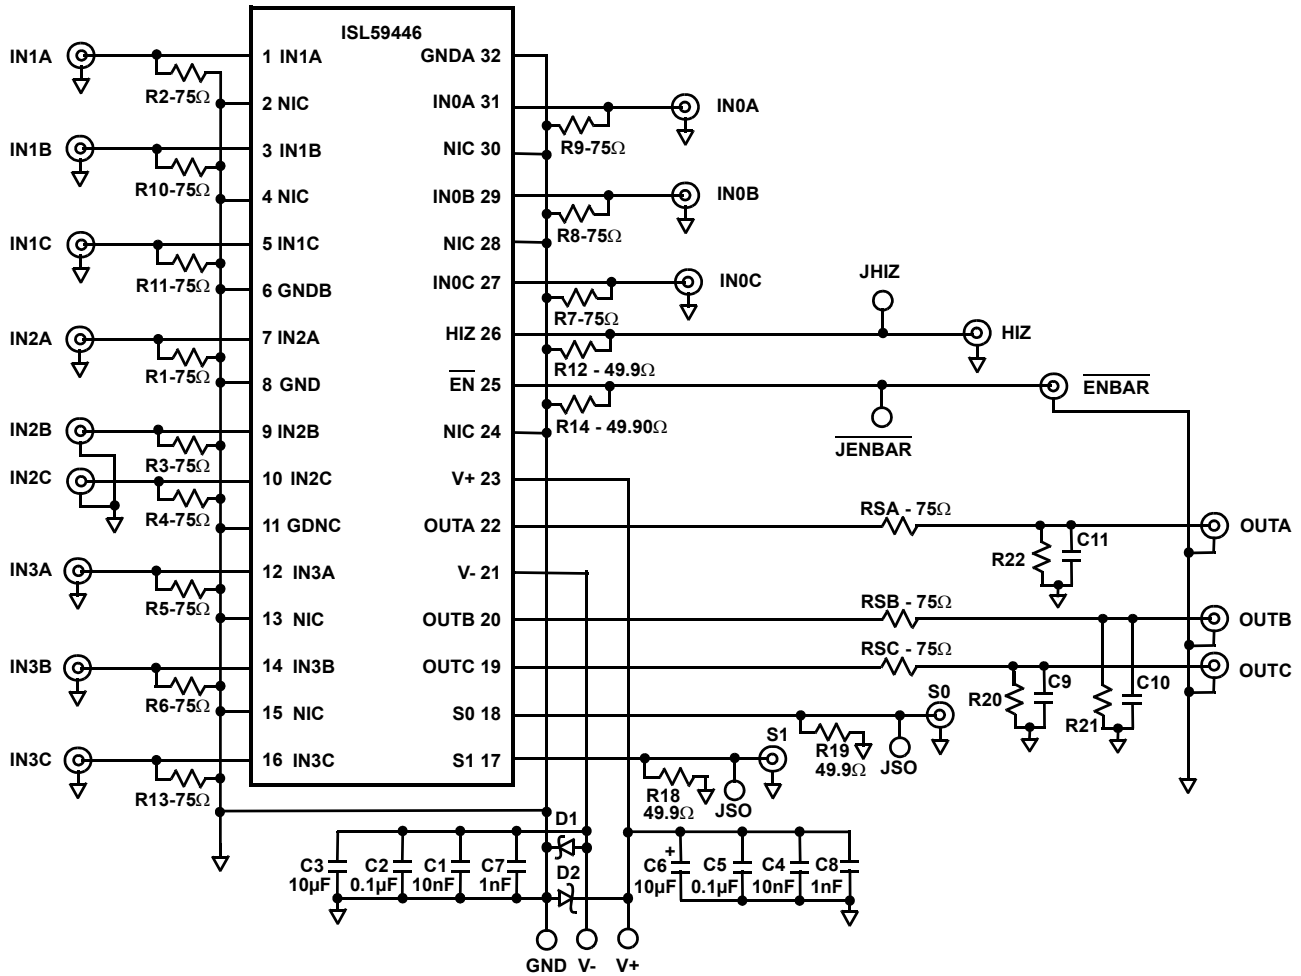 ISL59446
IN1A
1 IN1A
GNDA 32
R2-75Ω
2 NIC
IN0A 31
IN0A
IN1B
3 IN1B
NIC 30
R9-75Ω
R10-75Ω
4 NIC
IN0B 29
IN0B
IN1C
5 IN1C
NIC 28
R8-75Ω
R11-75Ω
6 GNDB
IN0C 27
IN0C
JHIZ
R7-75Ω
IN2A
7 IN2A
HIZ 26
HIZ
R1-75Ω
R12 - 49.9Ω
8 GND
EN 25
ENBAR
IN2B
9 IN2B
NIC 24
R14 - 49.90Ω
JENBAR
R3-75Ω
IN2C
10 IN2C
V+ 23
R4-75Ω
11 GDNC
OUTA 22
RSA - 75Ω
OUTA
C11
R22
IN3A
12 IN3A
V- 21
R5-75Ω
13 NIC
OUTB 20
RSB - 75Ω
OUTB
RSC - 75Ω
IN3B
14 IN3B
OUTC 19
OUTC
C9
C10
R6-75Ω
R20
R21
15 NIC
S0 18
S0
R19
49.9Ω
JSO
IN3C
16 IN3C
S1 17
S1
R13-75Ω
R18
49.9Ω
JSO
D1
C3
10µF
C2
0.1µF
C1
10nF
C7
1nF
D2
+
C6
10µF
C5
0.1µF
C4
10nF
C8
1nF
GND
V-
V+